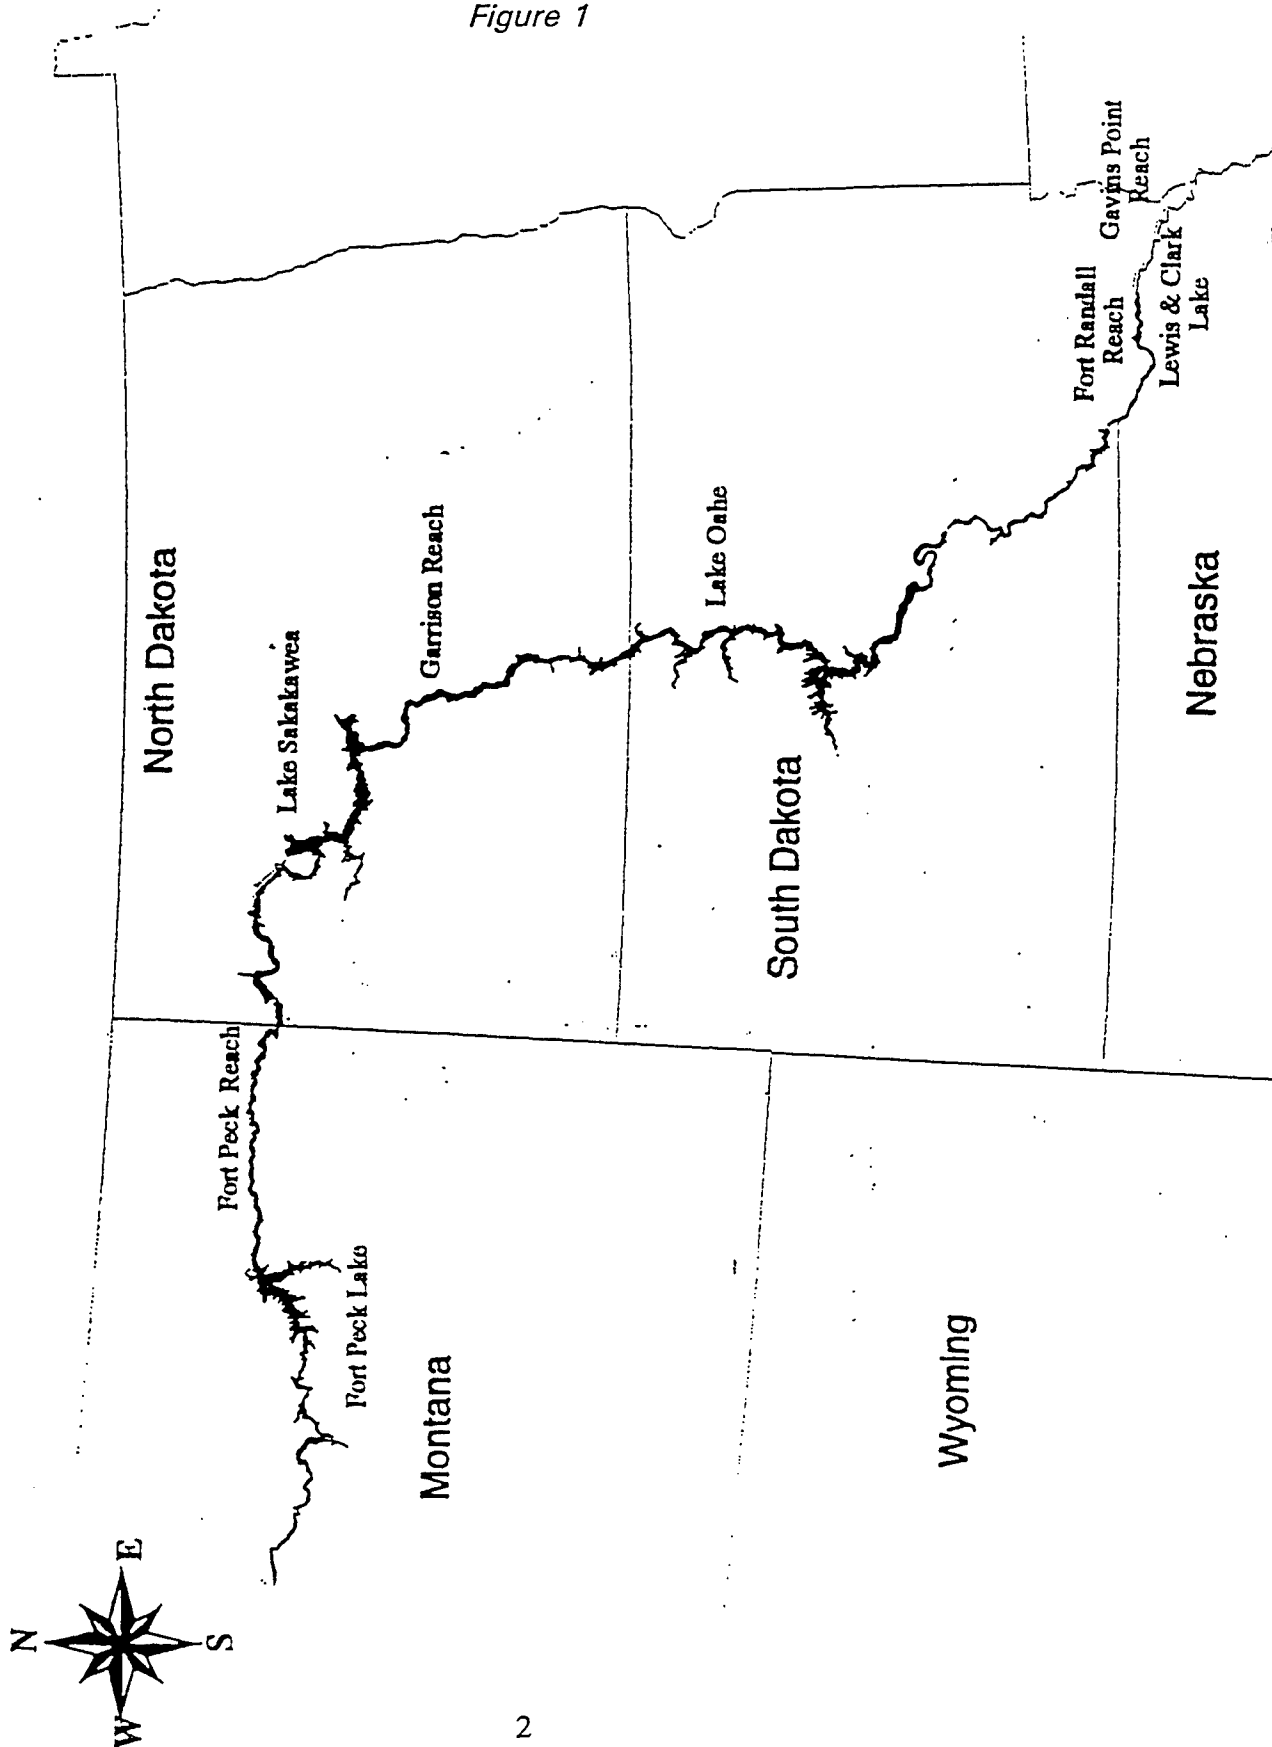 Figure 1
N
W
E
S
North Dakota
Lake Sakakawea
Garrison Reach
Fort Peck Reach
Fort Peck Lake
Montana
Lake Oahe
South Dakota
Wyoming
Fort Randall
Reach
Gavins Point
Reach
Lewis & Clark
Lake
Nebraska
2